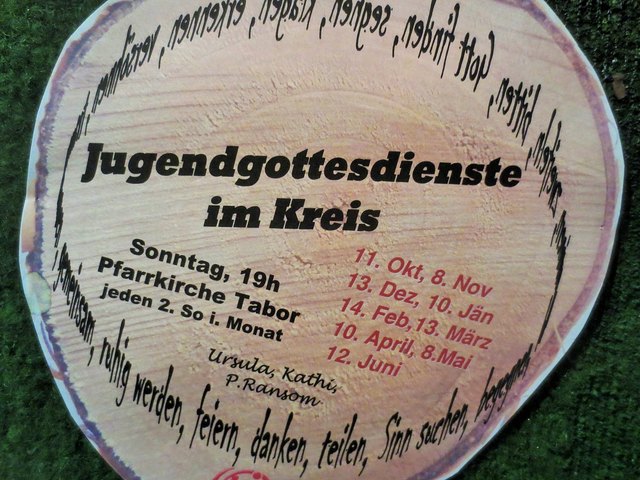 Jugendgottesdienste
im Kreis
Sonntag, 19h
Pfarrkirche Tabor
jeden 2. So i. Monat
Ursula, Kathi,
P.Ransom
11. Okt, 8. Nov
13. Dez, 10. Jän
14. Feb, 13. März
10. April, 8.Mai
12. Juni
gemeinsam, ruhig werden, feiern, danken, teilen, Sinn suchen, begegnen,
Gott finden, segnen, klagen, erkennen, versöhnen,
bitten,